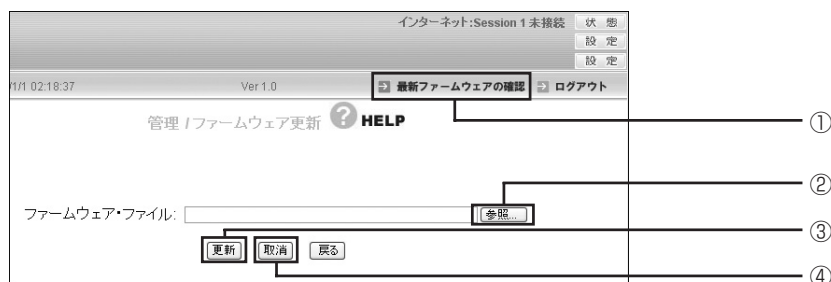 インターネット:Session 1 未接続 状 態
設 定
設 定
/1/1 02:18:37 Ver 1.0 最新ファームウェアの確認 ログアウト
①
管理 / ファームウェア更新 ? HELP
②
ファームウェア・ファイル: 参照...
③
更新 取消 戻る
④